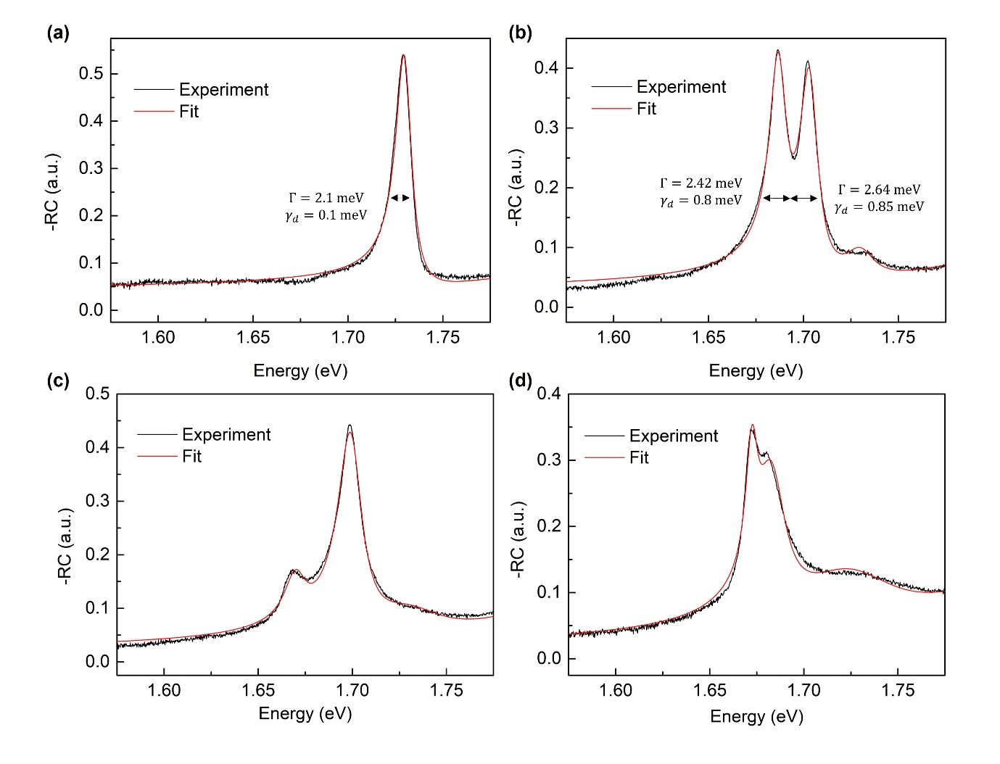 (a)
-RC (a.u.)
0.5
0.4
0.3
0.2
0.1
0.0
Experiment
Fit
Γ = 2.1 meV
γ_d = 0.1 meV
1.60 1.65 1.70 1.75
Energy (eV)
(b)
-RC (a.u.)
0.4
0.3
0.2
0.1
0.0
Experiment
Fit
Γ = 2.42 meV
γ_d = 0.8 meV
Γ = 2.64 meV
γ_d = 0.85 meV
1.60 1.65 1.70 1.75
Energy (eV)
(c)
-RC (a.u.)
0.5
0.4
0.3
0.2
0.1
0.0
Experiment
Fit
1.60 1.65 1.70 1.75
Energy (eV)
(d)
-RC (a.u.)
0.4
0.3
0.2
0.1
0.0
Experiment
Fit
1.60 1.65 1.70 1.75
Energy (eV)